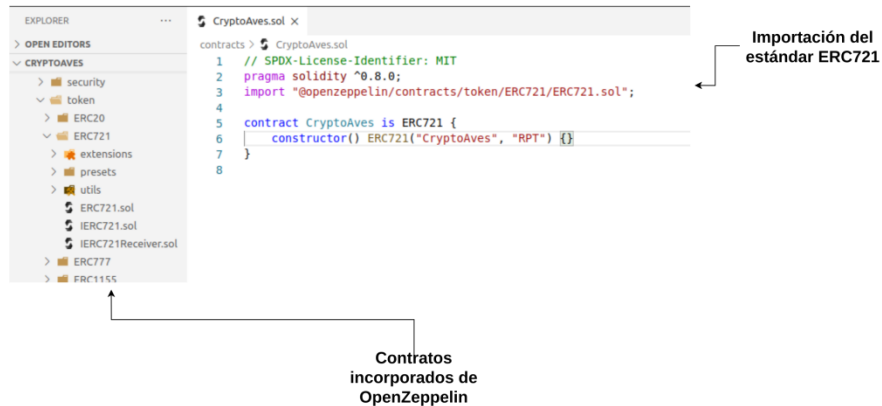 EXPLORER ...
OPEN EDITORS
CRYPTOAVES
security
token
ERC20
ERC721
extensions
presets
utils
ERC721.sol
IERC721.sol
IERC721Receiver.sol
ERC777
ERC1155
CryptoAves.sol ×
contracts > CryptoAves.sol
1 // SPDX-License-Identifier: MIT
2 pragma solidity ^0.8.0;
3 import "@openzeppelin/contracts/token/ERC721/ERC721.sol";
4
5 contract CryptoAves is ERC721 {
6 constructor() ERC721("CryptoAves", "RPT") {}
7 }
8
Importación del
estándar ERC721
Contratos
incorporados de
OpenZeppelin